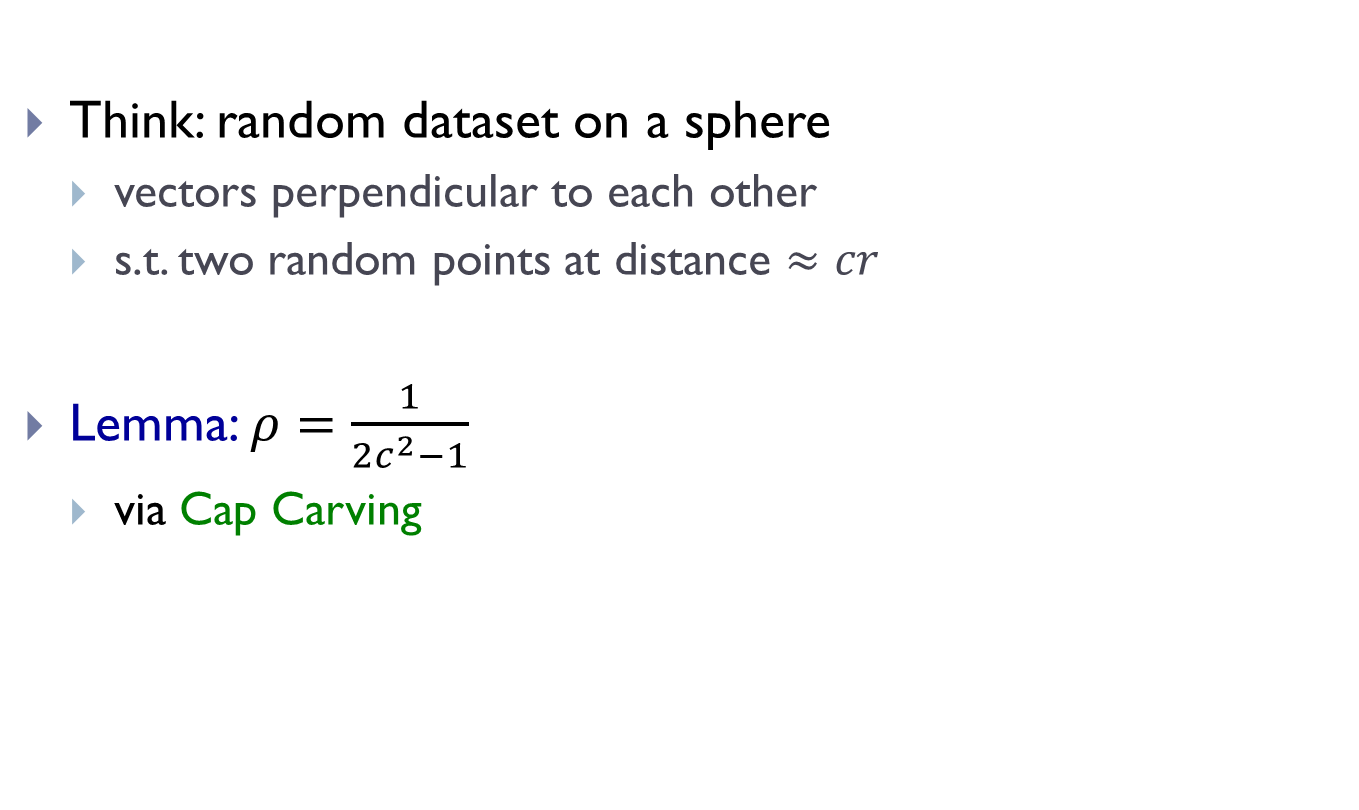 Think: random dataset on a sphere
vectors perpendicular to each other
s.t. two random points at distance ≈ 𝑐𝑟
Lemma: 𝜌 = 1/(2𝑐²−1)
via Cap Carving